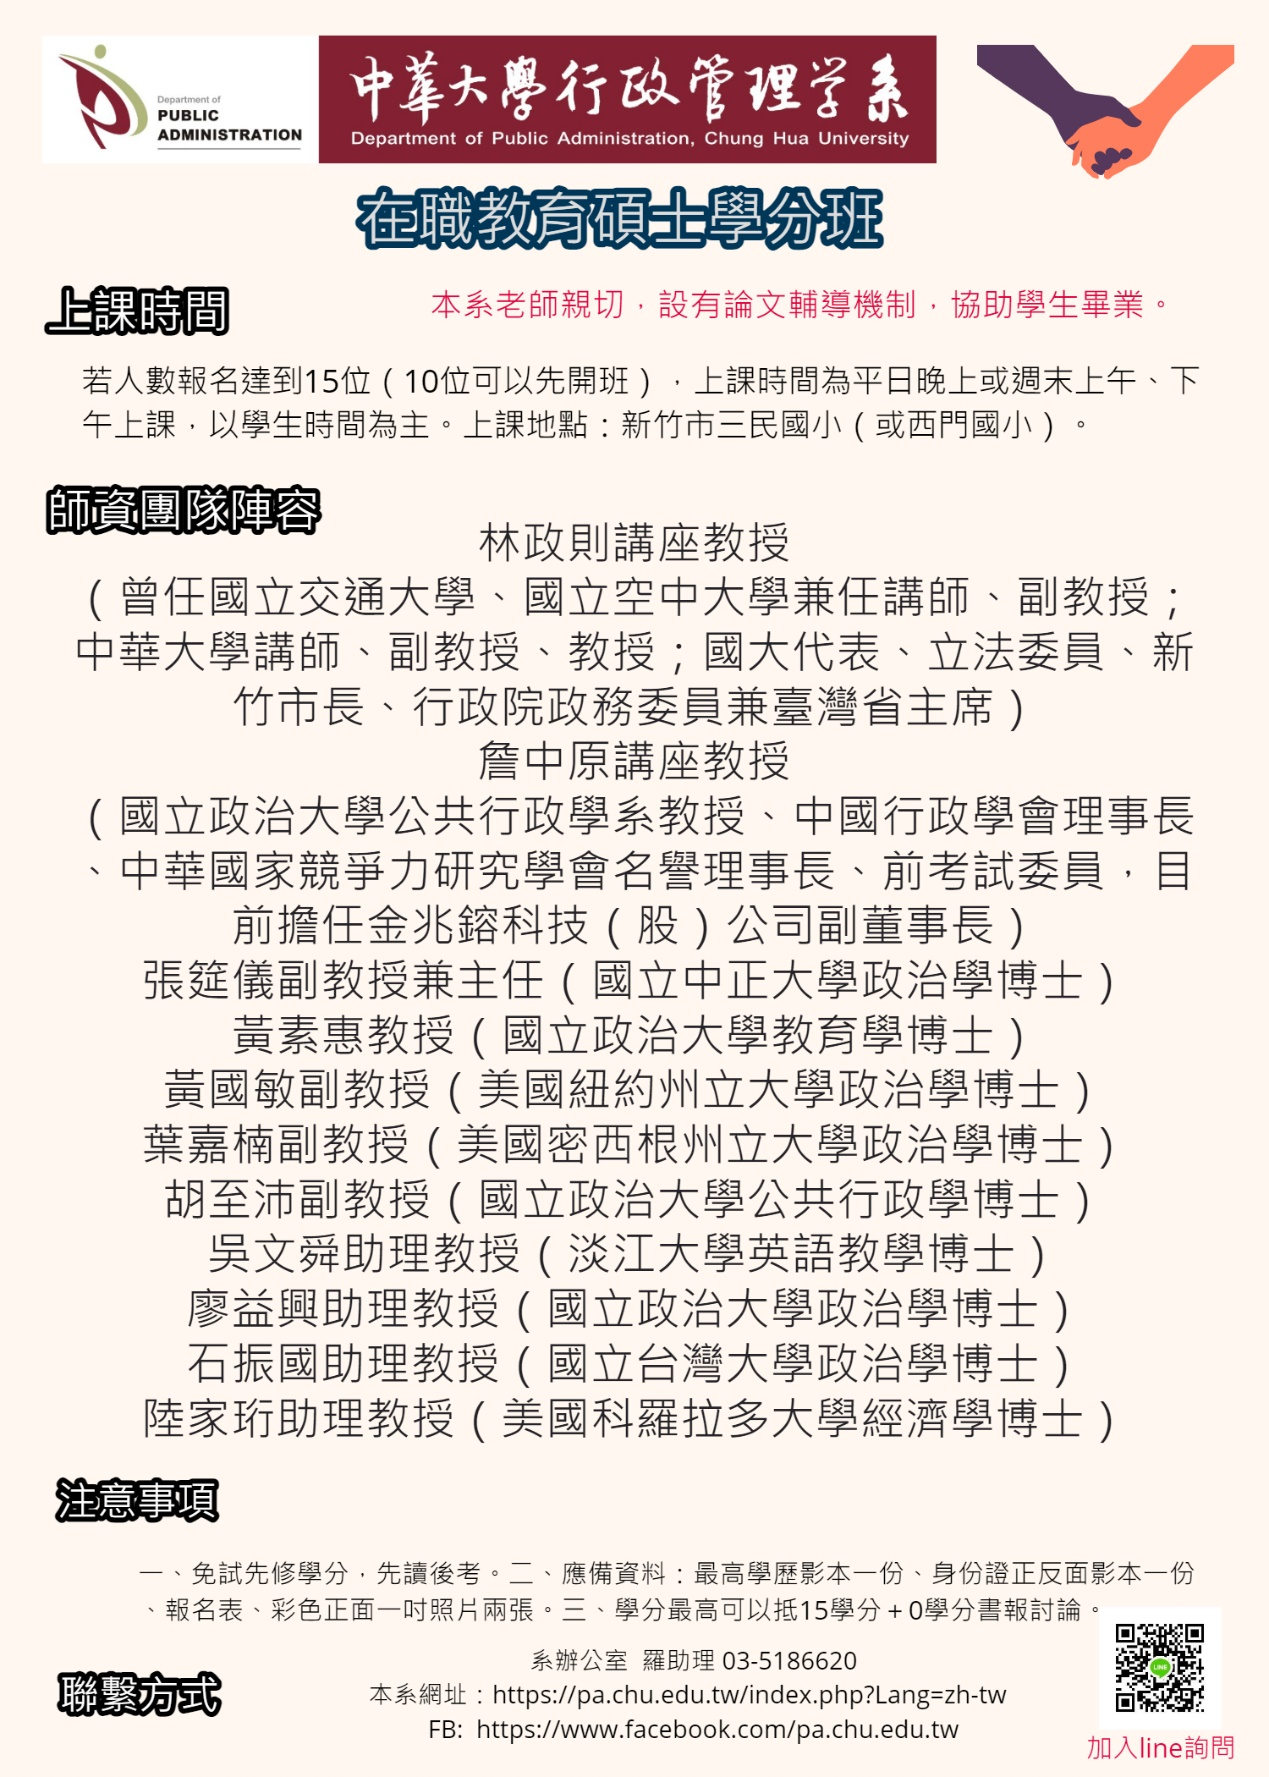 Department of
PUBLIC
ADMINISTRATION
中華大學行政管理学系
Department of Public Administration, Chung Hua University
在職教育碩士學分班
上課時間
本系老師親切，設有論文輔導機制，協助學生畢業。
若人數報名達到15位（10位可以先開班），上課時間為平日晚上或週末上午、下
午上課，以學生時間為主。上課地點：新竹市三民國小（或西門國小）。
師資團隊陣容
林政則講座教授
（曾任國立交通大學、國立空中大學兼任講師、副教授；
中華大學講師、副教授、教授；國大代表、立法委員、新
竹市長、行政院政務委員兼臺灣省主席）
詹中原講座教授
（國立政治大學公共行政學系教授、中國行政學會理事長
、中華國家競爭力研究學會名譽理事長、前考試委員，目
前擔任金兆鎔科技（股）公司副董事長）
張筵儀副教授兼主任（國立中正大學政治學博士）
黃素惠教授（國立政治大學教育學博士）
黃國敏副教授（美國紐約州立大學政治學博士）
葉嘉楠副教授（美國密西根州立大學政治學博士）
胡至沛副教授（國立政治大學公共行政學博士）
吳文舜助理教授（淡江大學英語教學博士）
廖益興助理教授（國立政治大學政治學博士）
石振國助理教授（國立台灣大學政治學博士）
陸家珩助理教授（美國科羅拉多大學經濟學博士）
注意事項
一、免試先修學分，先讀後考。二、應備資料：最高學歷影本一份、身份證正反面影本一份
、報名表、彩色正面一吋照片兩張。三、學分最高可以抵15學分＋0學分書報討論。
系辦公室 羅助理 03-5186620
聯繫方式
本系網址：https://pa.chu.edu.tw/index.php?Lang=zh-tw
FB: https://www.facebook.com/pa.chu.edu.tw
LINE
加入line詢問